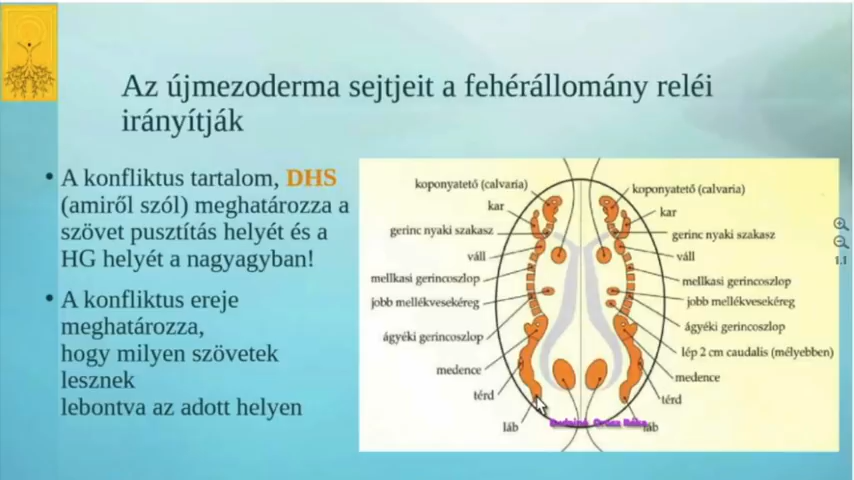 Az újmezoderma sejtjeit a fehérállomány reléi
irányítják
• A konfliktus tartalom, DHS
(amiről szól) meghatározza a
szövet pusztítás helyét és a
HG helyét a nagyagyban!
• A konfliktus ereje
meghatározza,
hogy milyen szövetek
lesznek
lebontva az adott helyen
koponyatető (calvaria)
kar
gerinc nyaki szakasz
váll
mellkasi gerincoszlop
jobb mellékvesekéreg
ágyéki gerincoszlop
medence
térd
láb
koponyatető (calvaria)
kar
gerinc nyaki szakasz
váll
mellkasi gerincoszlop
jobb mellékvesekéreg
ágyéki gerincoszlop
lép 2 cm caudalis (mélyebben)
medence
térd
láb
1:1